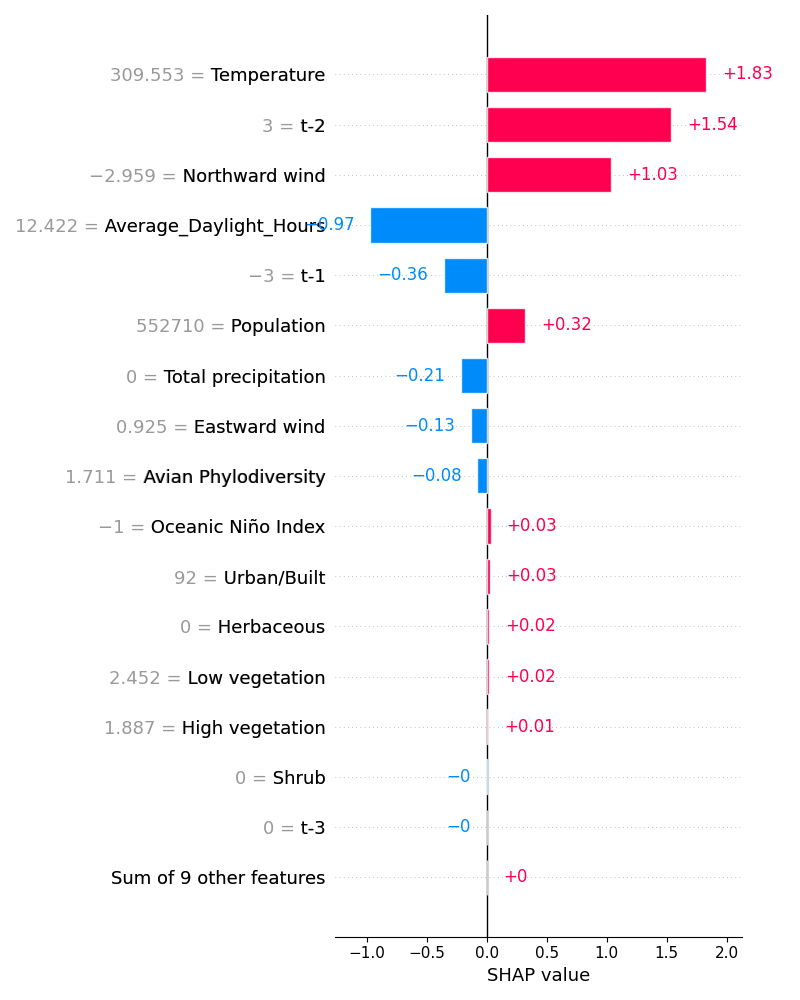 309.553 = Temperature +1.83
3 = t-2 +1.54
−2.959 = Northward wind +1.03
12.422 = Average_Daylight_Hours −0.97
−3 = t-1 −0.36
552710 = Population +0.32
0 = Total precipitation −0.21
0.925 = Eastward wind −0.13
1.711 = Avian Phylodiversity −0.08
−1 = Oceanic Niño Index +0.03
92 = Urban/Built +0.03
0 = Herbaceous +0.02
2.452 = Low vegetation +0.02
1.887 = High vegetation +0.01
0 = Shrub −0
0 = t-3 −0
Sum of 9 other features +0
−1.0 −0.5 0.0 0.5 1.0 1.5 2.0
SHAP value